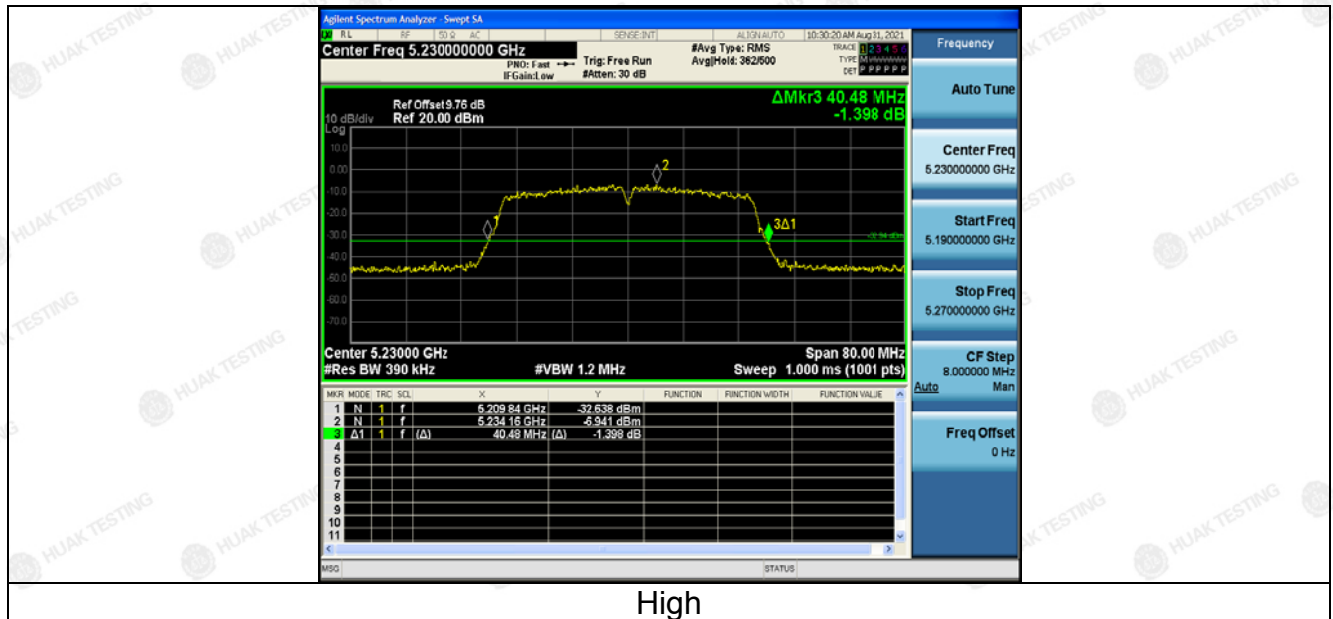 Agilent Spectrum Analyzer - Swept SA
RL RF 50 Ω AC SENSE:INT ALIGN AUTO 10:30:20 AM Aug 31, 2021
Center Freq 5.230000000 GHz
PNO: Fast
IFGain:Low
Trig: Free Run
#Atten: 30 dB
#Avg Type: RMS
Avg|Hold: 362/500
TRACE 1 2 3 4 5 6
TYPE M
DET P P P P P P
Frequency
ΔMkr3 40.48 MHz
-1.398 dB
Ref Offset 9.76 dB
10 dB/div Ref 20.00 dBm
Log
10.0
0.00
-10.0
-20.0
-30.0
-40.0
-50.0
-60.0
-70.0
1
2
3Δ1
Center 5.23000 GHz Span 80.00 MHz
#Res BW 390 kHz #VBW 1.2 MHz Sweep 1.000 ms (1001 pts)
MKR MODE TRC SCL X Y FUNCTION FUNCTION WIDTH FUNCTION VALUE
1 N 1 f 5.209 84 GHz -32.638 dBm
2 N 1 f 5.234 16 GHz -6.941 dBm
3 Δ1 1 f (Δ) 40.48 MHz (Δ) -1.398 dB
4
5
6
7
8
9
10
11
MSG STATUS
Auto Tune
Center Freq
5.230000000 GHz
Start Freq
5.190000000 GHz
Stop Freq
5.270000000 GHz
CF Step
8.000000 MHz
Auto Man
Freq Offset
0 Hz
High
HUAK TESTING